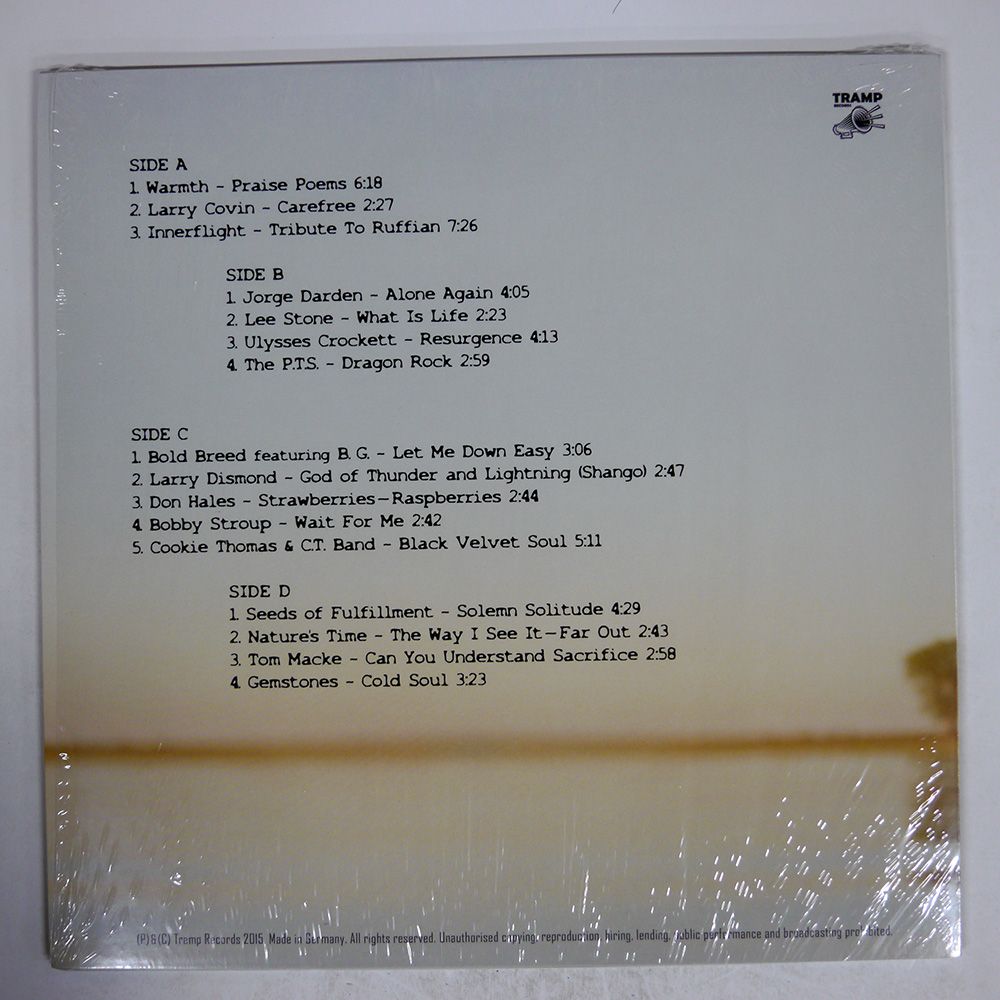 TRAMP
RECORDS
SIDE A
1. Warmth - Praise Poems 6:18
2. Larry Covin - Carefree 2:27
3. Innerflight - Tribute To Ruffian 7:26
SIDE B
1. Jorge Darden - Alone Again 4:05
2. Lee Stone - What Is Life 2:23
3. Ulysses Crockett - Resurgence 4:13
4. The P.T.S. - Dragon Rock 2:59
SIDE C
1. Bold Breed featuring B. G. - Let Me Down Easy 3:06
2. Larry Dismond - God of Thunder and Lightning (Shango) 2:47
3. Don Hales - Strawberries-Raspberries 2:44
4. Bobby Stroup - Wait For Me 2:42
5. Cookie Thomas & C.T. Band - Black Velvet Soul 5:11
SIDE D
1. Seeds of Fulfillment - Solemn Solitude 4:29
2. Nature's Time - The Way I See It-Far Out 2:43
3. Tom Macke - Can You Understand Sacrifice 2:58
4. Gemstones - Cold Soul 3:23
(P)&(C) Tramp Records 2015. Made in Germany. All rights reserved. Unauthorised copying, reproduction, hiring, lending, public performance and broadcasting prohibited.